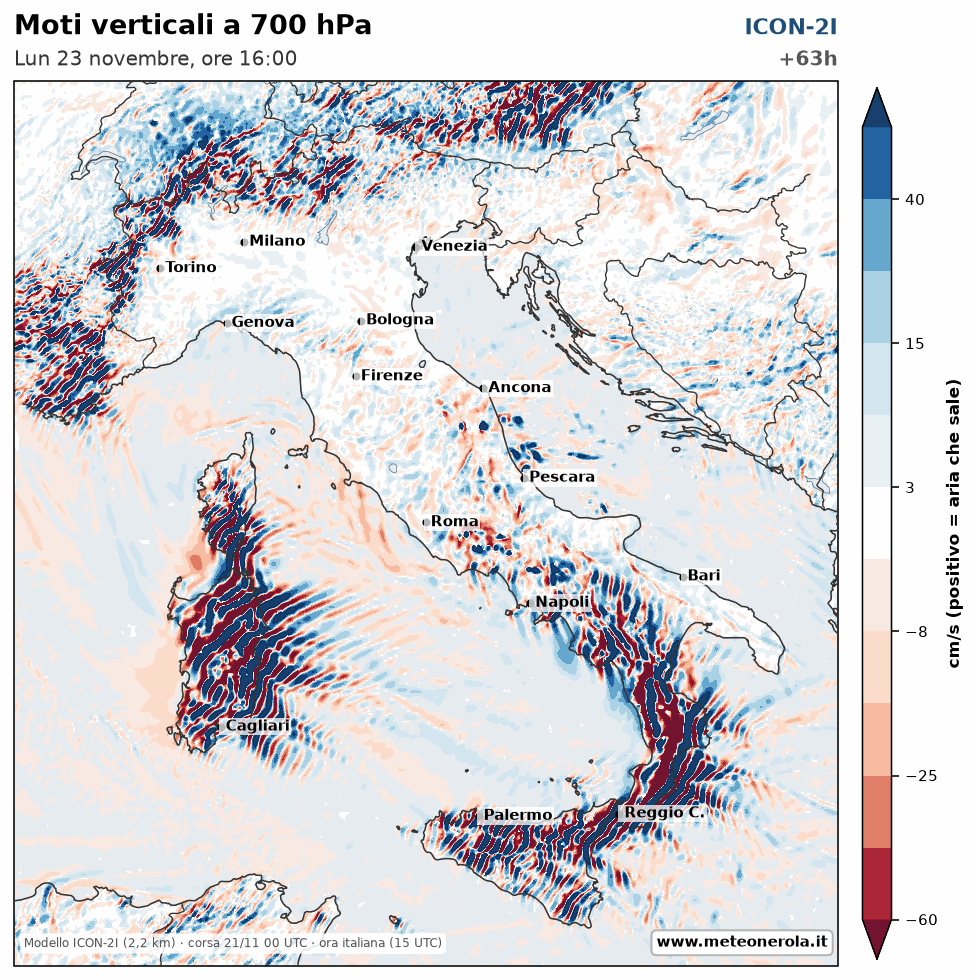 Moti verticali a 700 hPa
ICON-2I
Lun 23 novembre, ore 16:00
+63h
Milano
Venezia
Torino
Genova
Bologna
Firenze
Ancona
Pescara
Roma
Bari
Napoli
Cagliari
Palermo
Reggio C.
40
15
3
−8
−25
−60
cm/s (positivo = aria che sale)
Modello ICON-2I (2,2 km) · corsa 21/11 00 UTC · ora italiana (15 UTC)
www.meteonerola.it